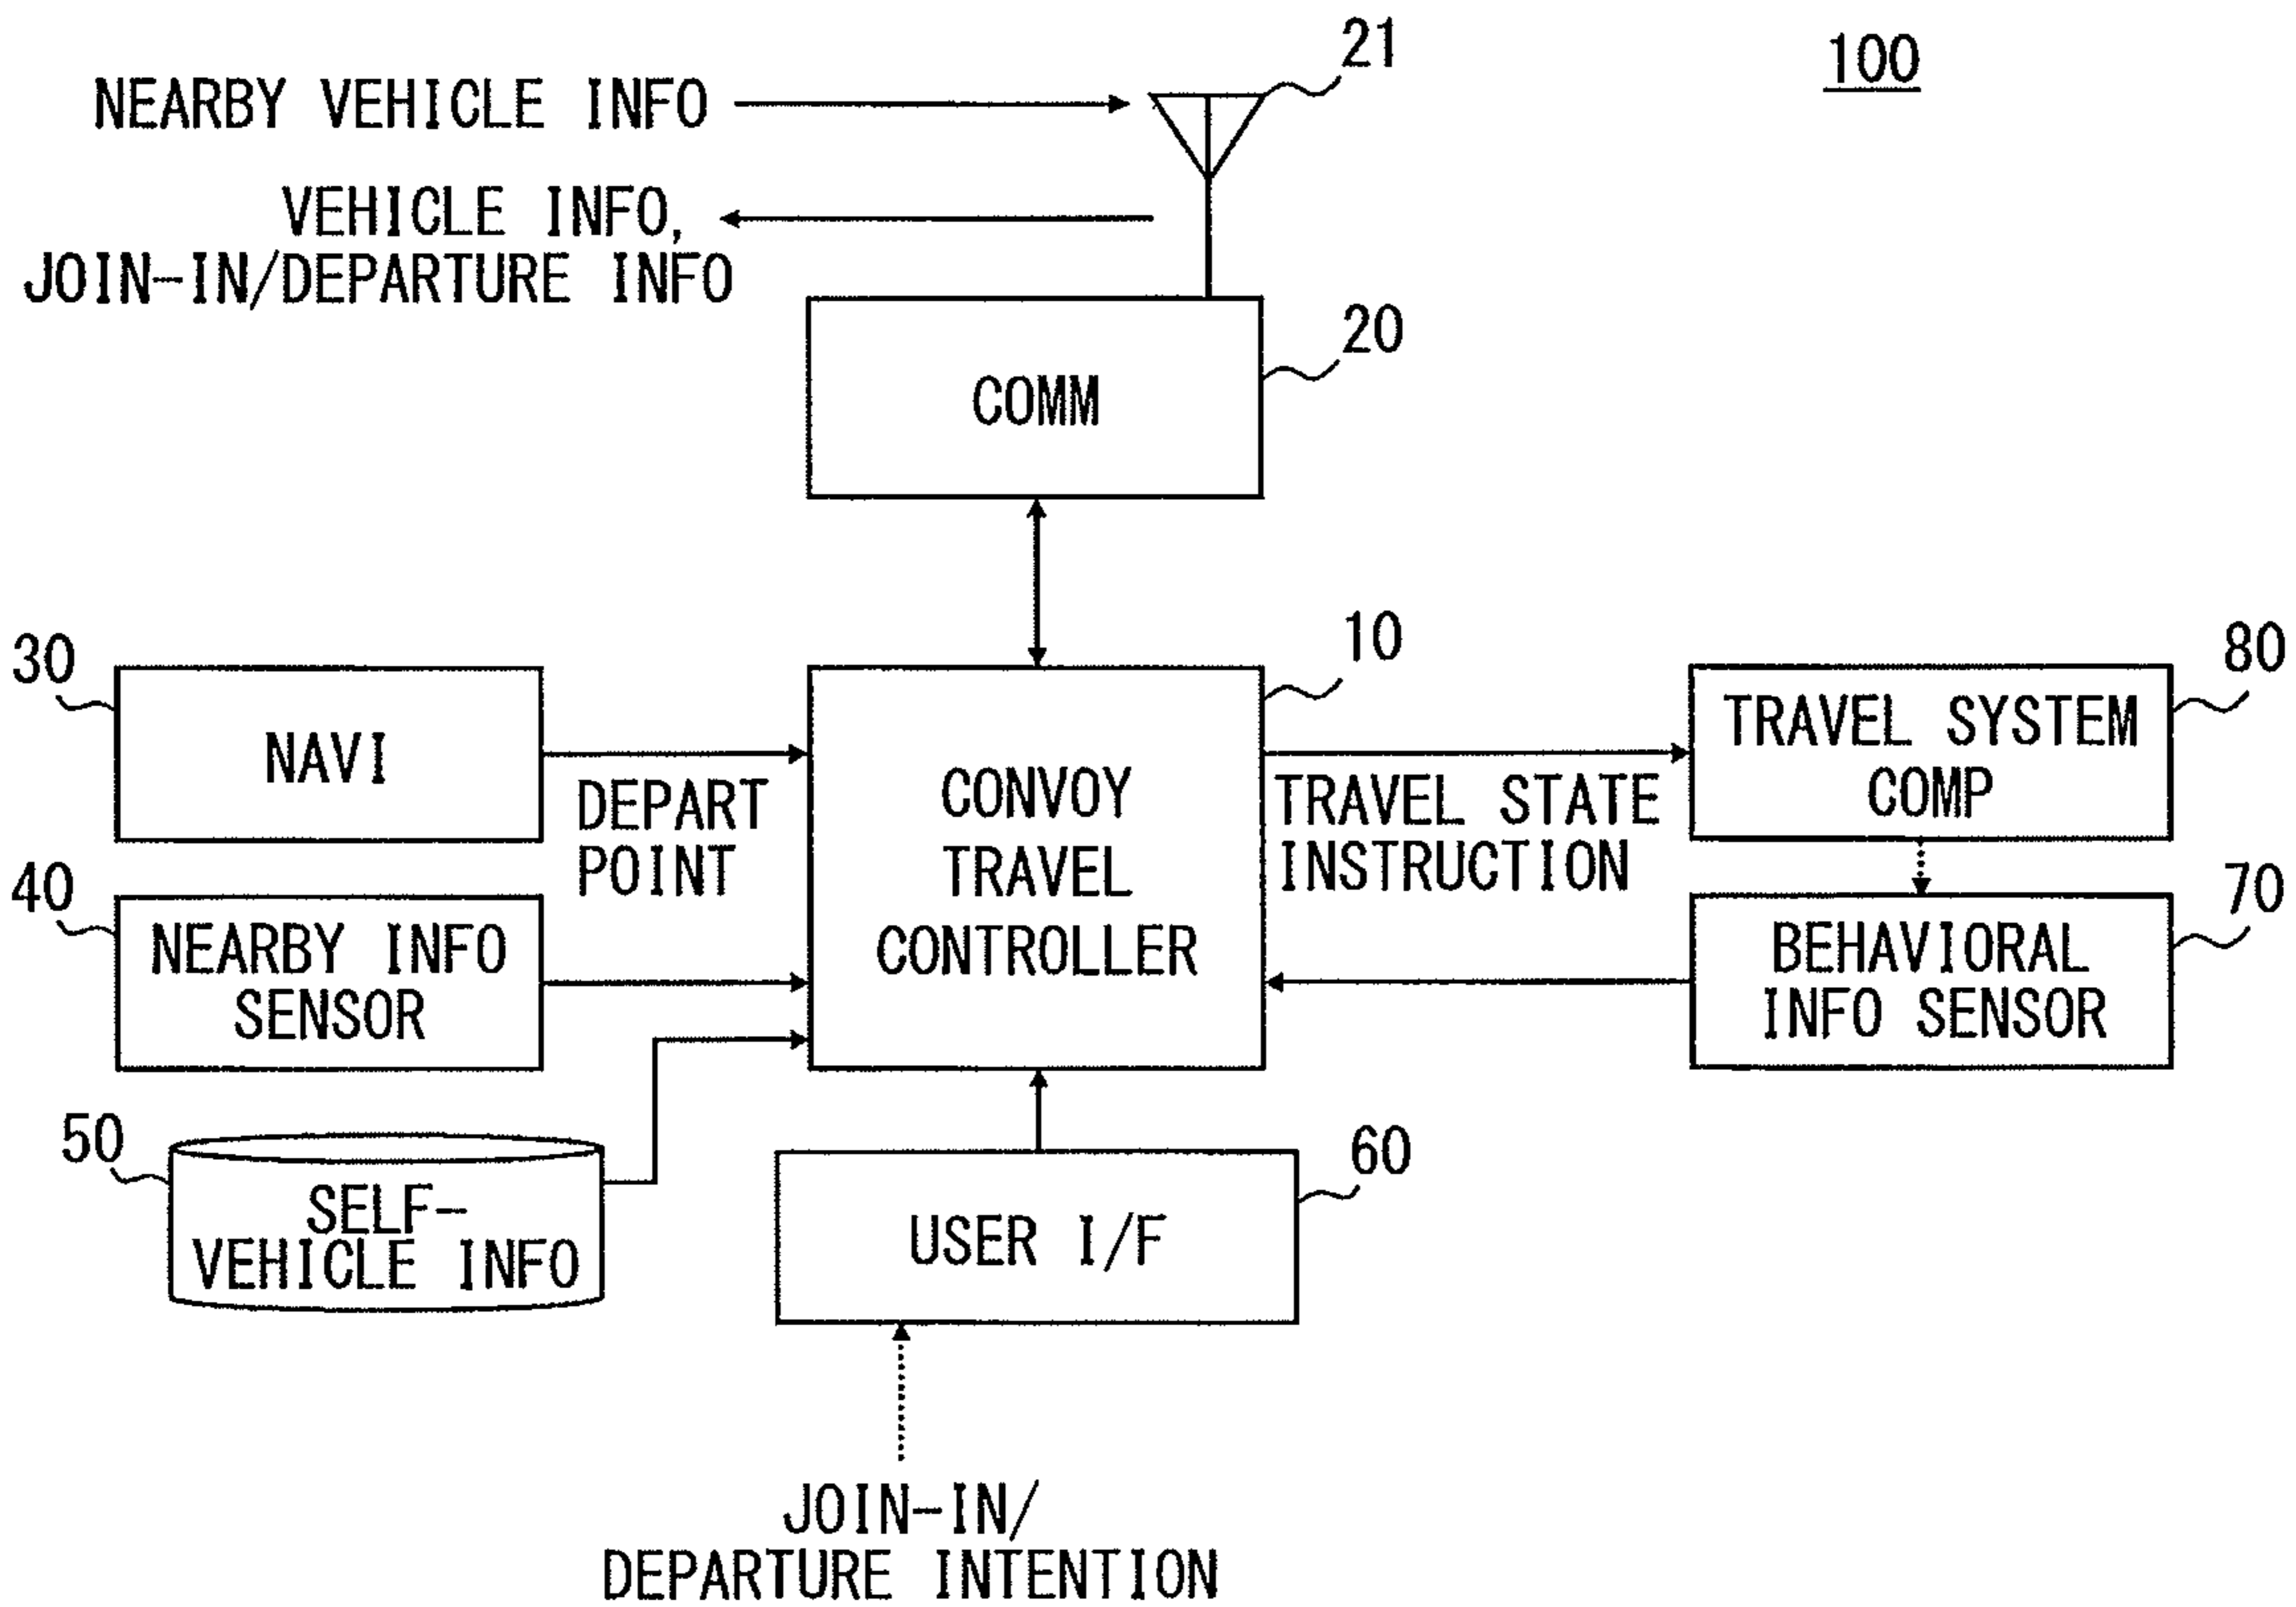 21
100
NEARBY VEHICLE INFO
VEHICLE INFO,
JOIN-IN/DEPARTURE INFO
20
COMM
30
NAVI
10
80
TRAVEL SYSTEM
COMP
DEPART
POINT
CONVOY
TRAVEL
CONTROLLER
TRAVEL STATE
INSTRUCTION
40
NEARBY INFO
SENSOR
70
BEHAVIORAL
INFO SENSOR
50
SELF-
VEHICLE INFO
60
USER I/F
JOIN-IN/
DEPARTURE INTENTION